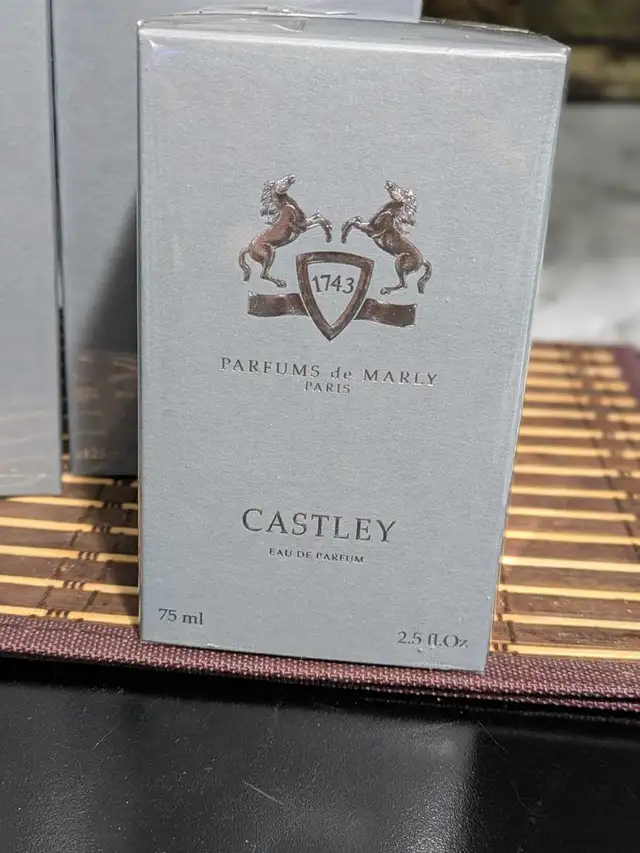 1743
PARFUMS de MARLY
PARIS
CASTLEY
EAU DE PARFUM
75 ml
2.5 fl.Oz